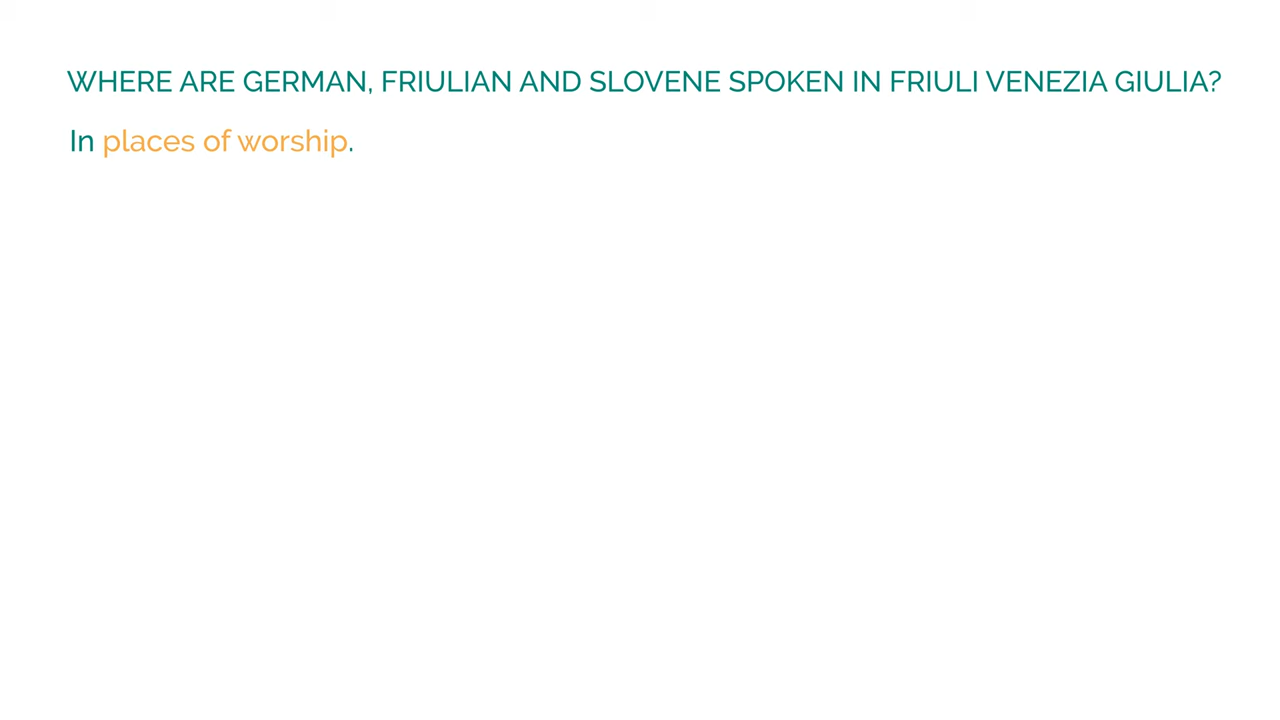 WHERE ARE GERMAN, FRIULIAN AND SLOVENE SPOKEN IN FRIULI VENEZIA GIULIA?
In places of worship.